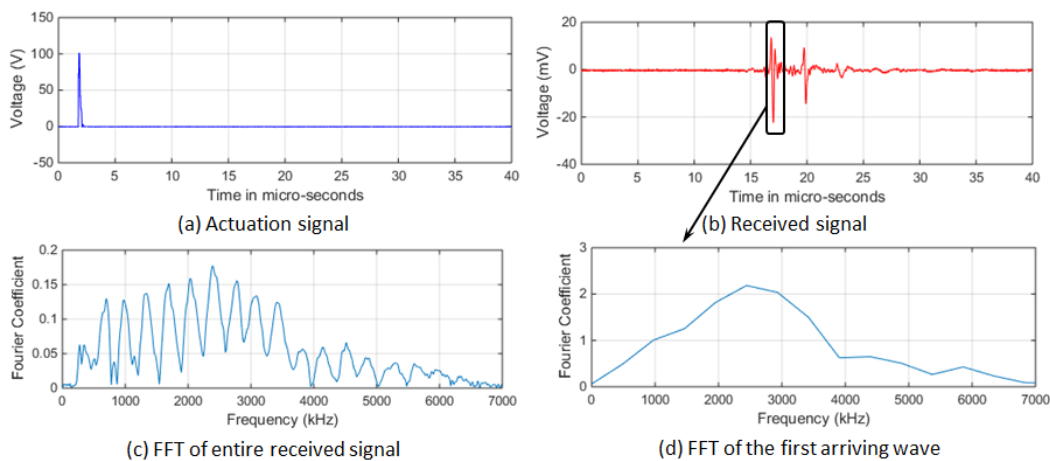 150
100
50
0
-50
Voltage (V)
0 5 10 15 20 25 30 35 40
Time in micro-seconds
(a) Actuation signal
20
0
-20
-40
Voltage (mV)
0 5 10 15 20 25 30 35 40
Time in micro-seconds
(b) Received signal
0.2
0.15
0.1
0.05
0
Fourier Coefficient
0 1000 2000 3000 4000 5000 6000 7000
Frequency (kHz)
(c) FFT of entire received signal
3
2
1
0
Fourier Coefficient
0 1000 2000 3000 4000 5000 6000 7000
Frequency (kHz)
(d) FFT of the first arriving wave